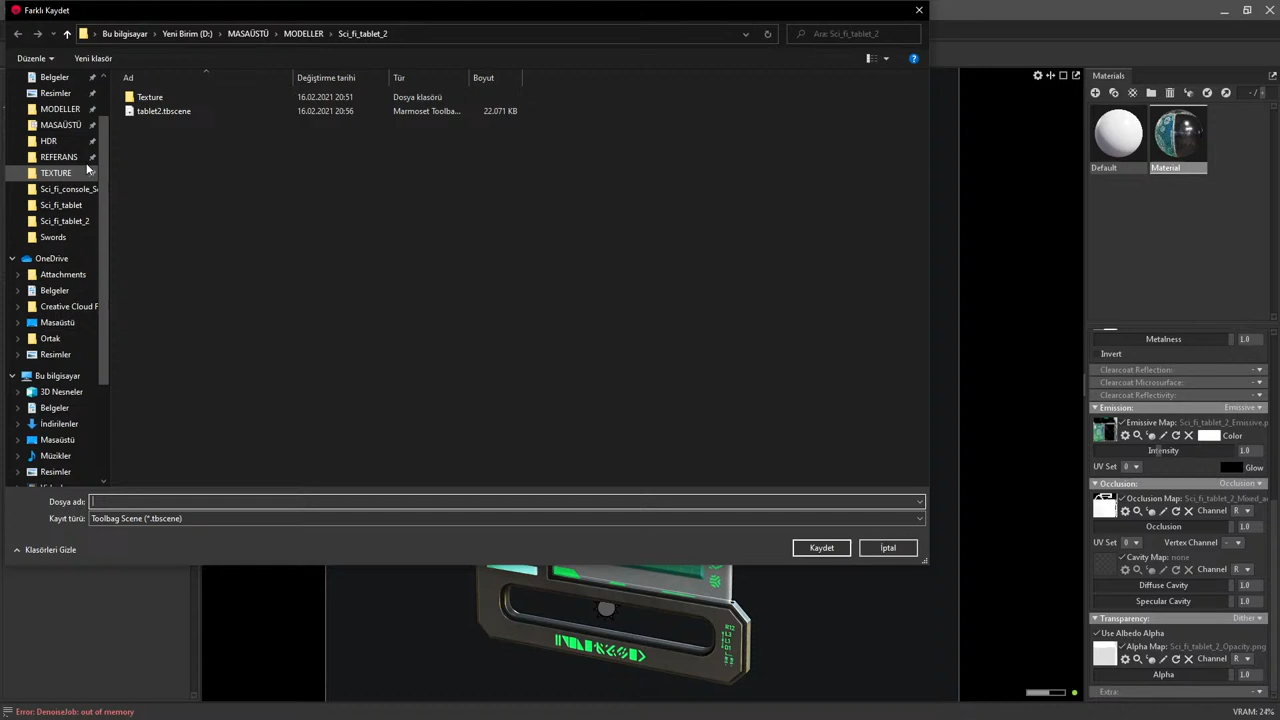 Farklı Kaydet
Bu bilgisayar
Yeni Birim (D:)
MASAÜSTÜ
MODELLER
Sci_fi_tablet_2
Ara: Sci_fi_tablet_2
Düzenle
Yeni klasör
Belgeler
Resimler
MODELLER
MASAÜSTÜ
HDR
REFERANS
TEXTURE
Sci_console_S
Sci_fi_tablet
Sci_fi_tablet_2
Swords
OneDrive
Attachments
Belgeler
Creative Cloud F
Masaüstü
Ortak
Resimler
Bu bilgisayar
3D Nesneler
Belgeler
İndirilenler
Masaüstü
Müzikler
Resimler
Ad Değiştirme tarihi Tür Boyut
Texture 16.02.2021 20:51 Dosya klasörü
tablet2.tbscene 16.02.2021 20:56 Marmoset Toolba... 22.071 KB
Dosya adı:
Kayıt türü: Toolbag Scene (*.tbscene)
Klasörleri Gizle
Kaydet
İptal
Materials
- /
Default
Material
Metalness 1.0
Invert
Clearcoat Reflection: -
Clearcoat Microsurface: -
Clearcoat Reflectivity: -
Emission: Emissive
Emissive Map: Sci_fi_tablet_2_Emissive.p
Color
Intensity 1.0
UV Set 0 Glow
Occlusion: Occlusion
Occlusion Map: Sci_fi_tablet_2_Mixed_a
Channel R
Occlusion 1.0
UV Set 0 Vertex Channel -
Cavity Map: none
Channel R
Diffuse Cavity 1.0
Specular Cavity 1.0
Transparency: Dither
Use Albedo Alpha
Alpha Map: Sci_fi_tablet_2_Opacity.png
Channel R
Alpha 1.0
Extra: -
Error: DenoiseJob: out of memory
VRAM: 24%